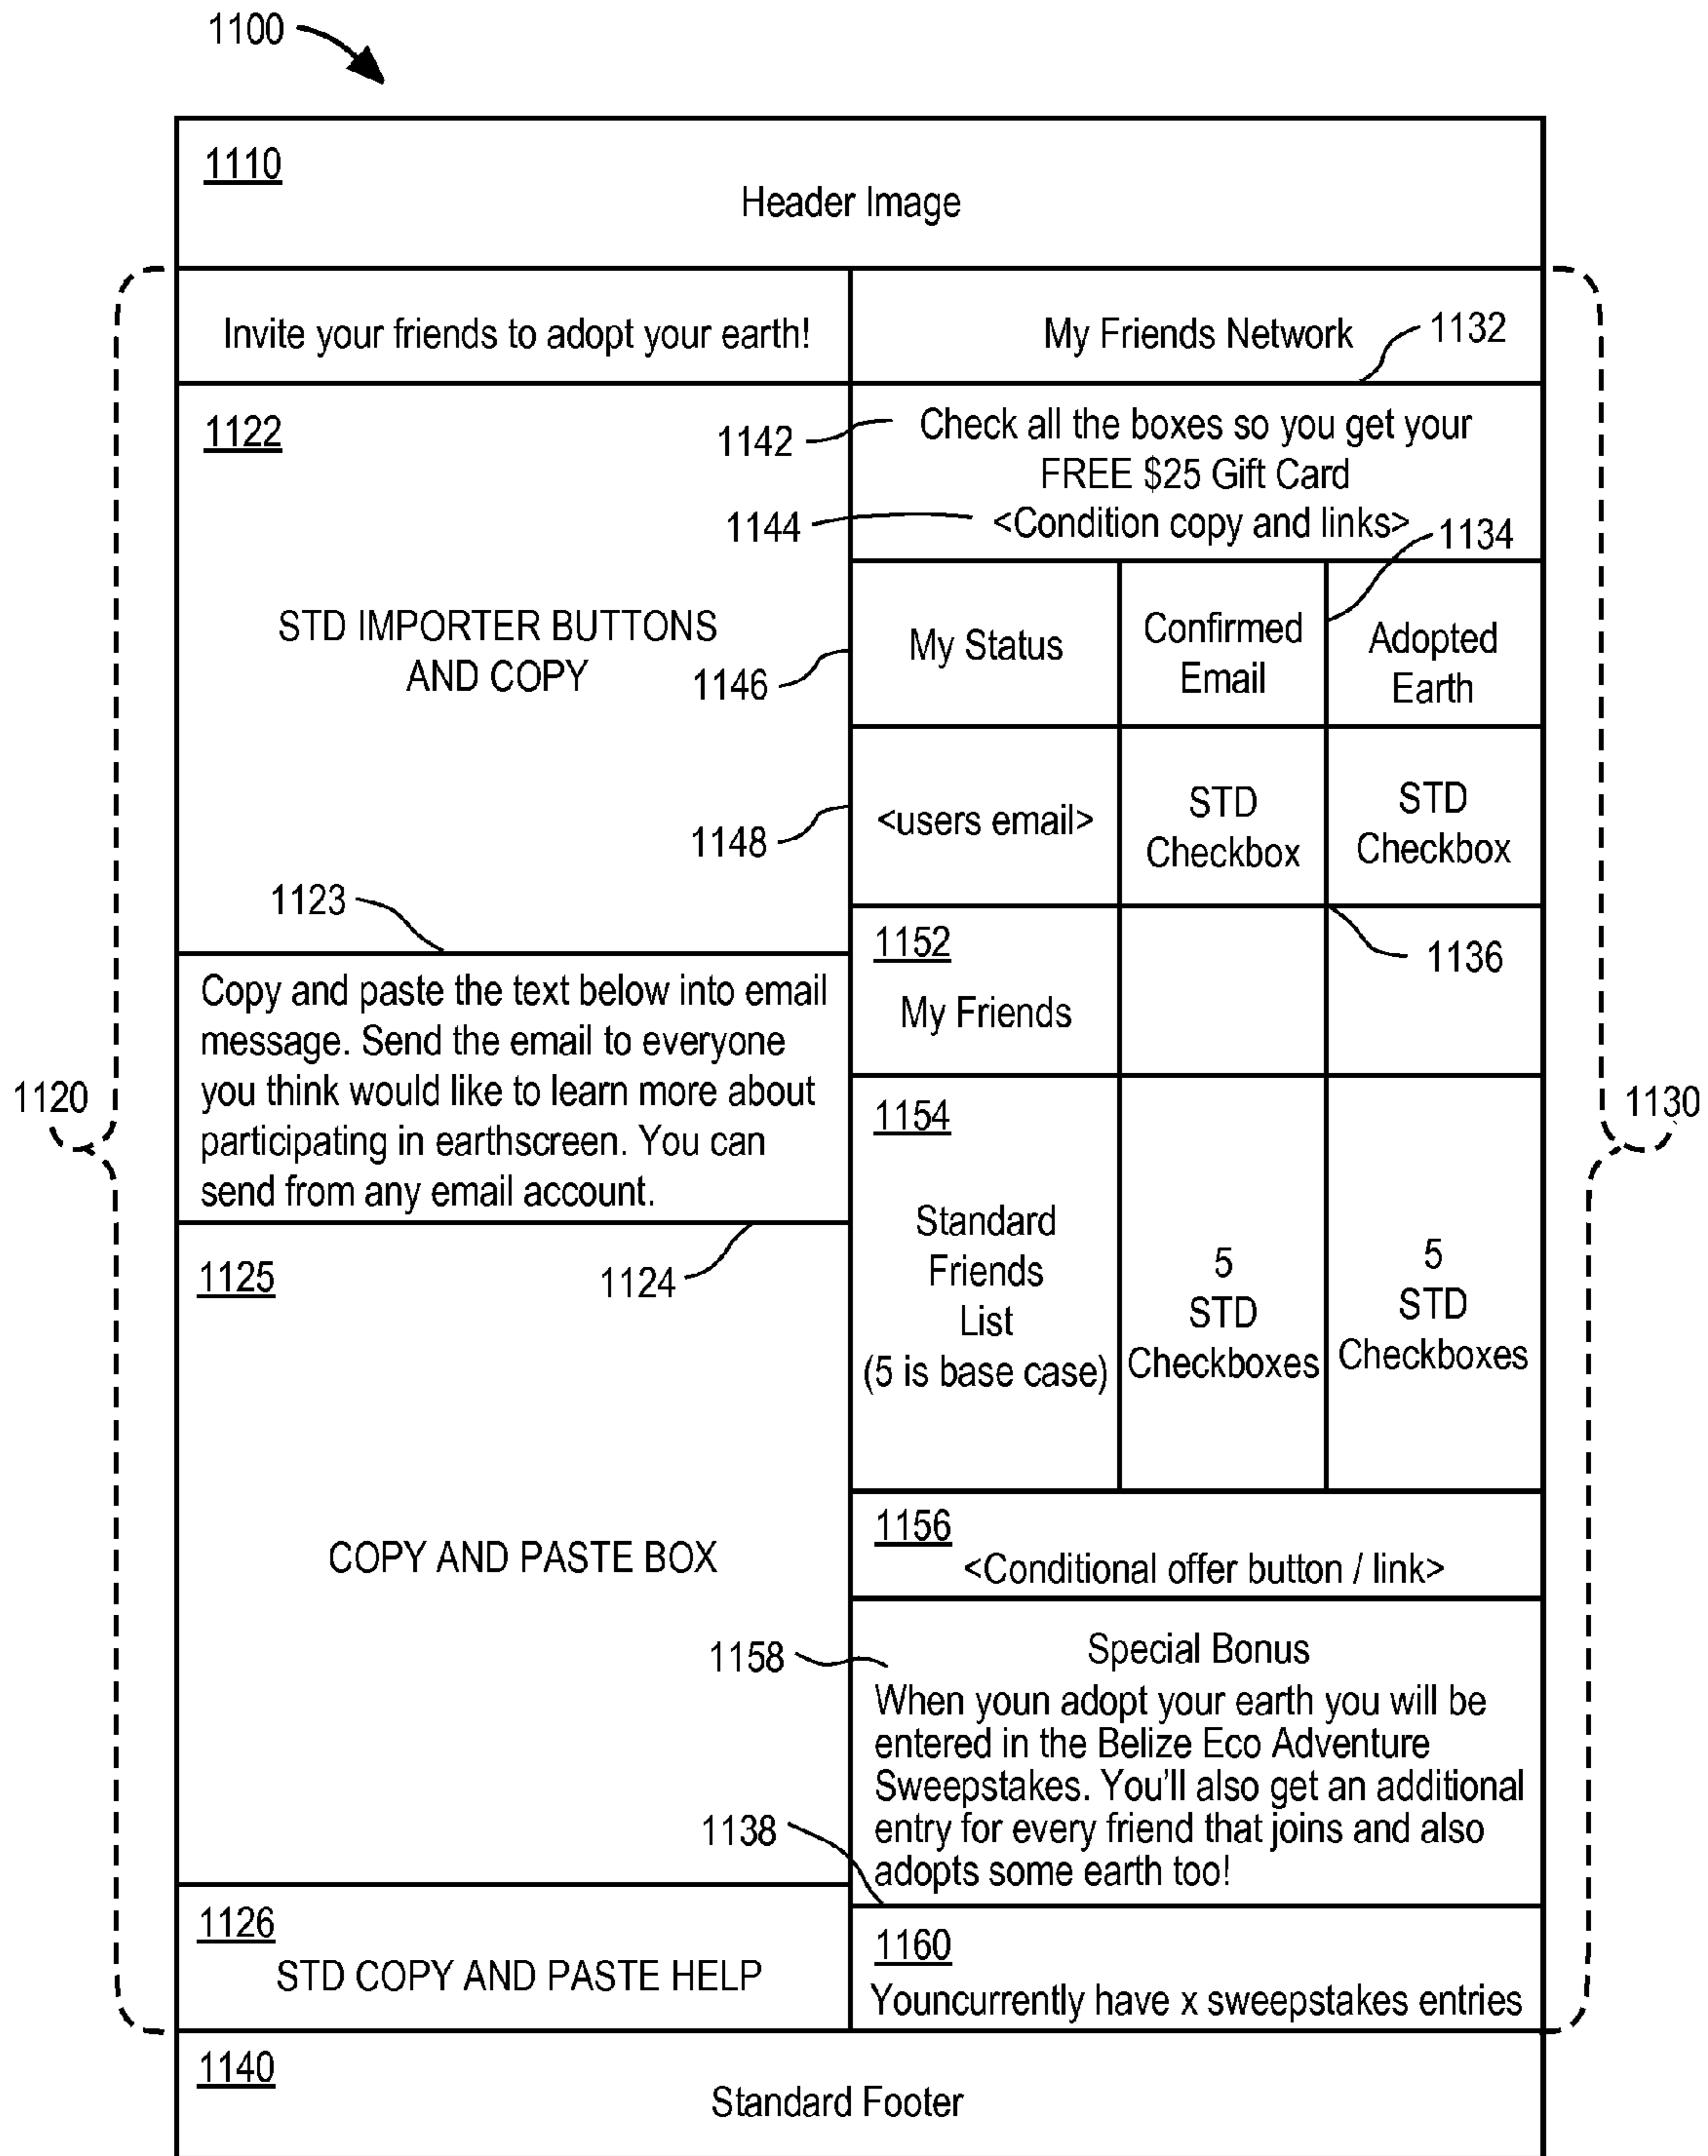 1100
1110
Header Image
Invite your friends to adopt your earth!
My Friends Network
1132
1122
1142
Check all the boxes so you get your
FREE $25 Gift Card
1144
<Condition copy and links>
1134
STD IMPORTER BUTTONS
AND COPY
1146
My Status
Confirmed
Email
Adopted
Earth
1148
<users email>
STD
Checkbox
STD
Checkbox
1123
1152
My Friends
1136
Copy and paste the text below into email
message. Send the email to everyone
you think would like to learn more about
participating in earthscreen. You can
send from any email account.
1120
1130
1154
Standard
Friends
List
(5 is base case)
5
STD
Checkboxes
5
STD
Checkboxes
1124
1125
COPY AND PASTE BOX
1156
<Conditional offer button / link>
1158
Special Bonus
When youn adopt your earth you will be
entered in the Belize Eco Adventure
Sweepstakes. You'll also get an additional
entry for every friend that joins and also
adopts some earth too!
1138
1126
STD COPY AND PASTE HELP
1160
Youncurrently have x sweepstakes entries
1140
Standard Footer